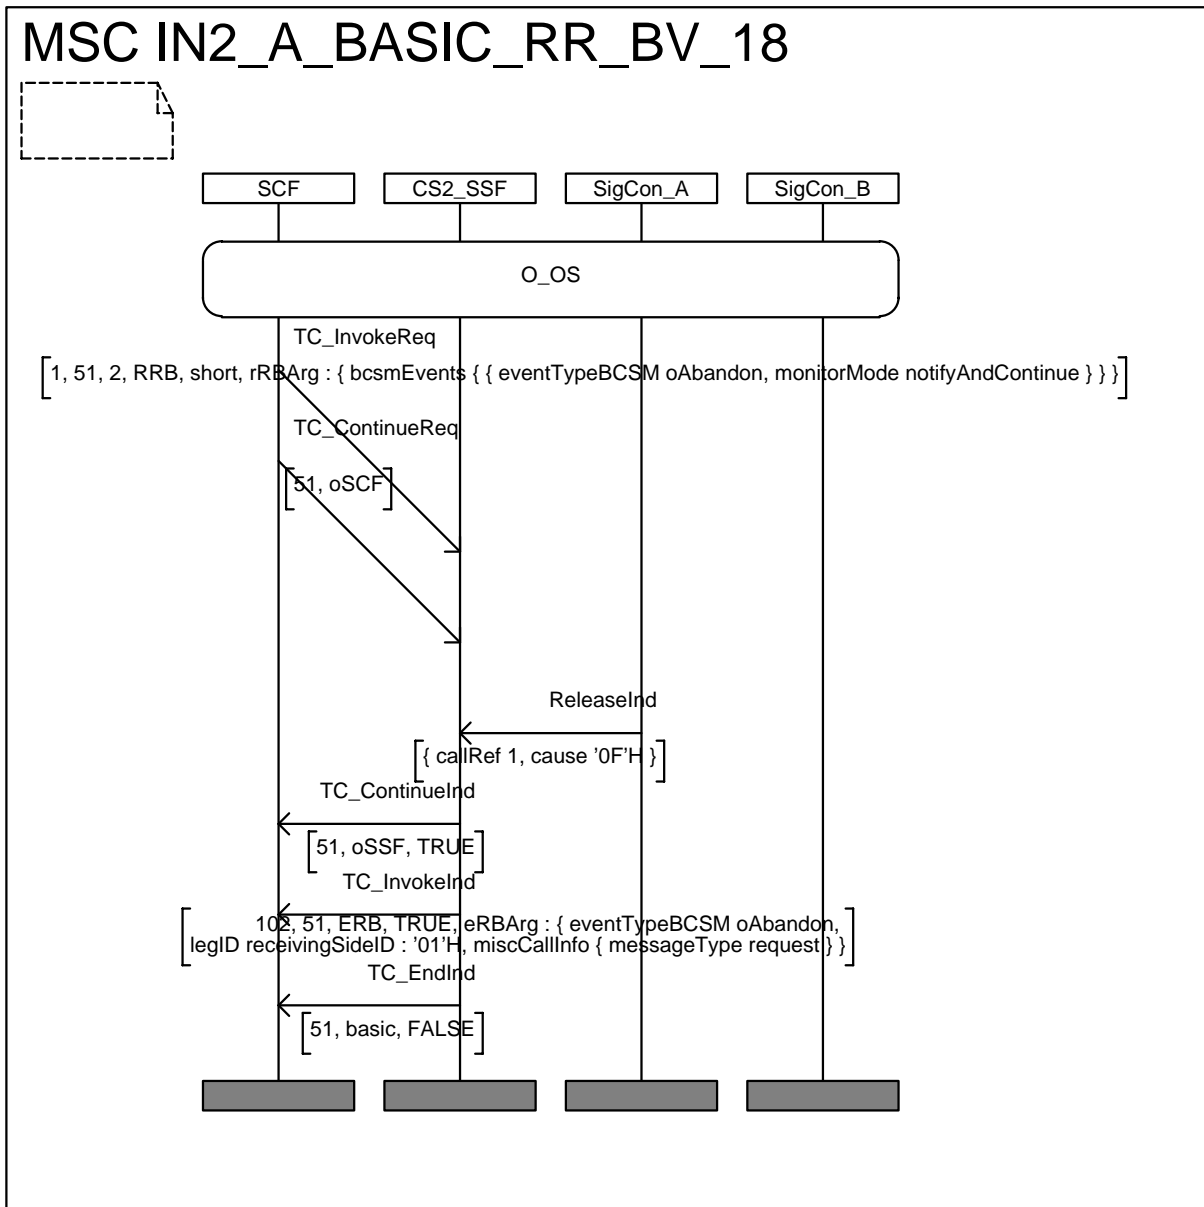 MSC IN2_A_BASIC_RR_BV_18
SCF
CS2_SSF
SigCon_A
SigCon_B
O_OS
TC_InvokeReq
1, 51, 2, RRB, short, rRBArg : { bcsmEvents { { eventTypeBCSM oAbandon, monitorMode notifyAndContinue } } }
TC_ContinueReq
51, oSCF
ReleaseInd
{ callRef 1, cause '0F'H }
TC_ContinueInd
51, oSSF, TRUE
TC_InvokeInd
102, 51, ERB, TRUE, eRBArg : { eventTypeBCSM oAbandon,
legID receivingSideID : '01'H, miscCallInfo { messageType request } }
TC_EndInd
51, basic, FALSE